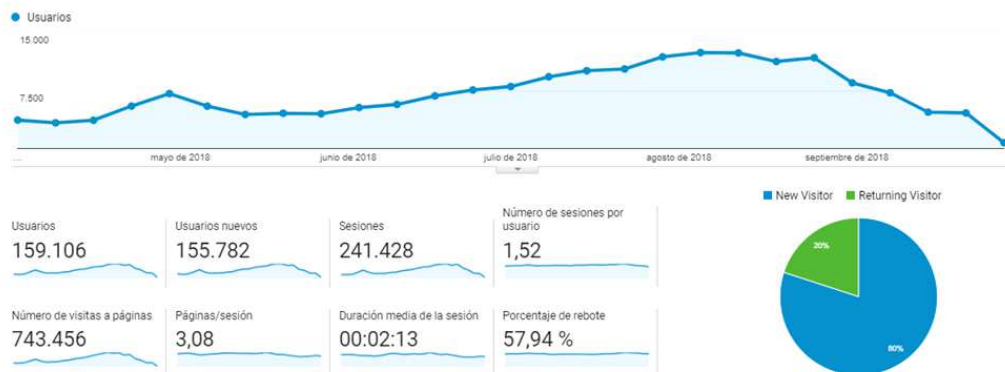 Usuarios
15.000
7.500
...
mayo de 2018
junio de 2018
julio de 2018
agosto de 2018
septiembre de 2018
New Visitor
Returning Visitor
Usuarios
159.106
Usuarios nuevos
155.782
Sesiones
241.428
Número de sesiones por
usuario
1,52
20%
80%
Número de visitas a páginas
743.456
Páginas/sesión
3,08
Duración media de la sesión
00:02:13
Porcentaje de rebote
57,94 %